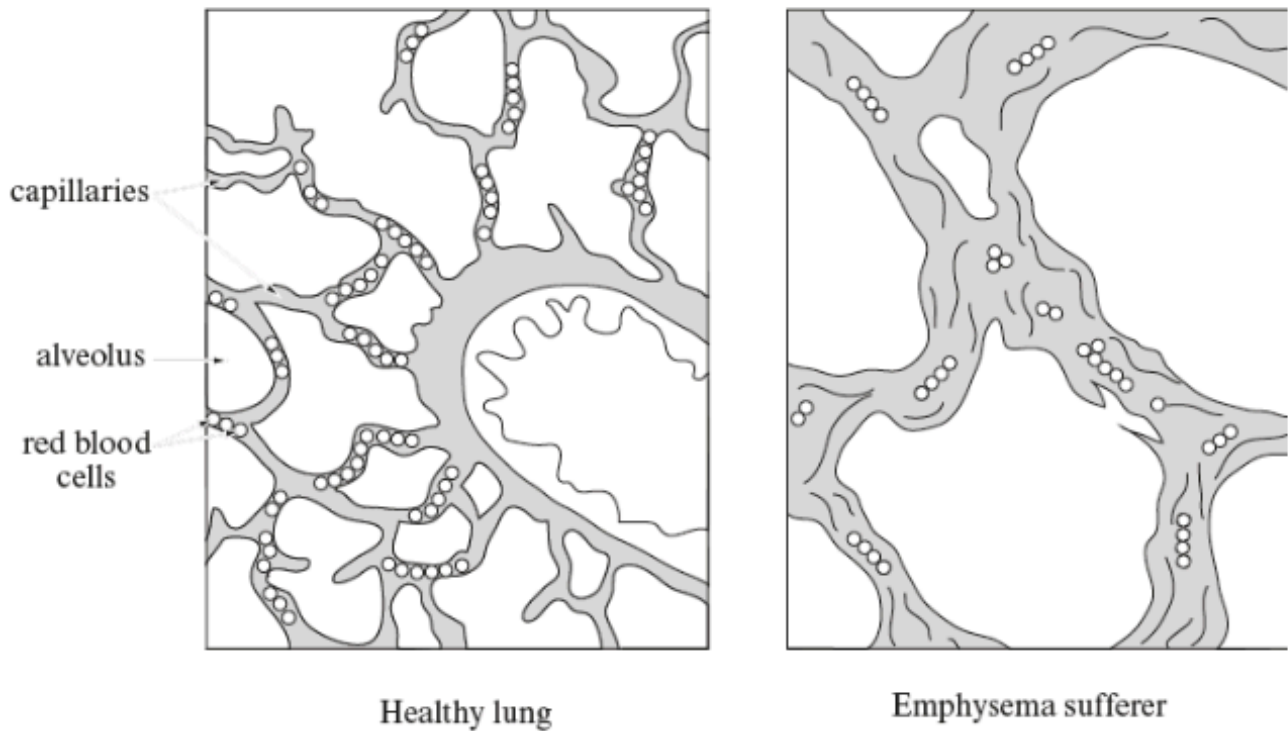 capillaries
alveolus
red blood
cells
Healthy lung
Emphysema sufferer